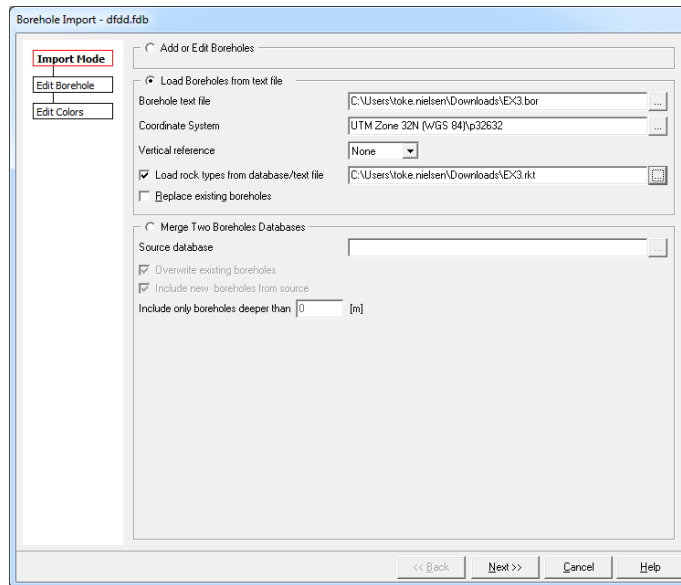 Borehole Import - dfdd.fdb
Import Mode
Edit Borehole
Edit Colors
Add or Edit Boreholes
Load Boreholes from text file
Borehole text file C:\Users\toke.nielsen\Downloads\EX3.bor ...
Coordinate System UTM Zone 32N (WGS 84)\p32632 ...
Vertical reference None
Load rock types from database/text file C:\Users\toke.nielsen\Downloads\EX3.rkt ...
Replace existing boreholes
Merge Two Boreholes Databases
Source database ...
Overwrite existing boreholes
Include new boreholes from source
Include only boreholes deeper than 0 [m]
<< Back Next >> Cancel Help